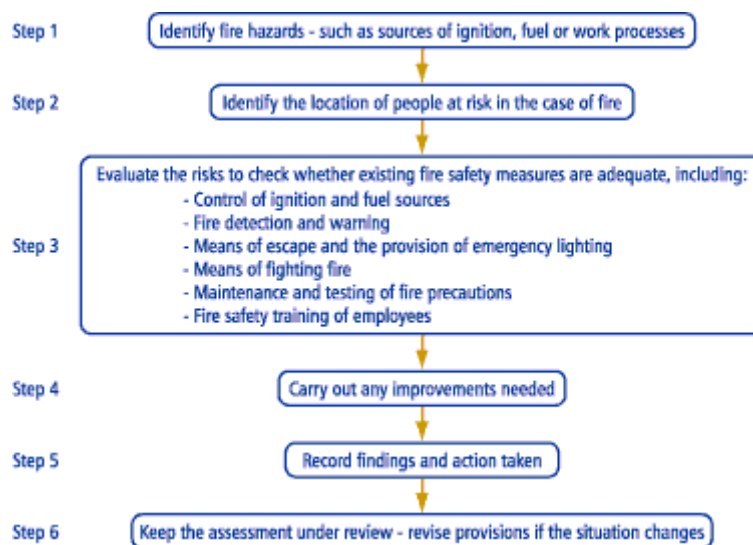 Step 1
Identify fire hazards - such as sources of ignition, fuel or work processes
Step 2
Identify the location of people at risk in the case of fire
Step 3
Evaluate the risks to check whether existing fire safety measures are adequate, including:
- Control of ignition and fuel sources
- Fire detection and warning
- Means of escape and the provision of emergency lighting
- Means of fighting fire
- Maintenance and testing of fire precautions
- Fire safety training of employees
Step 4
Carry out any improvements needed
Step 5
Record findings and action taken
Step 6
Keep the assessment under review - revise provisions if the situation changes